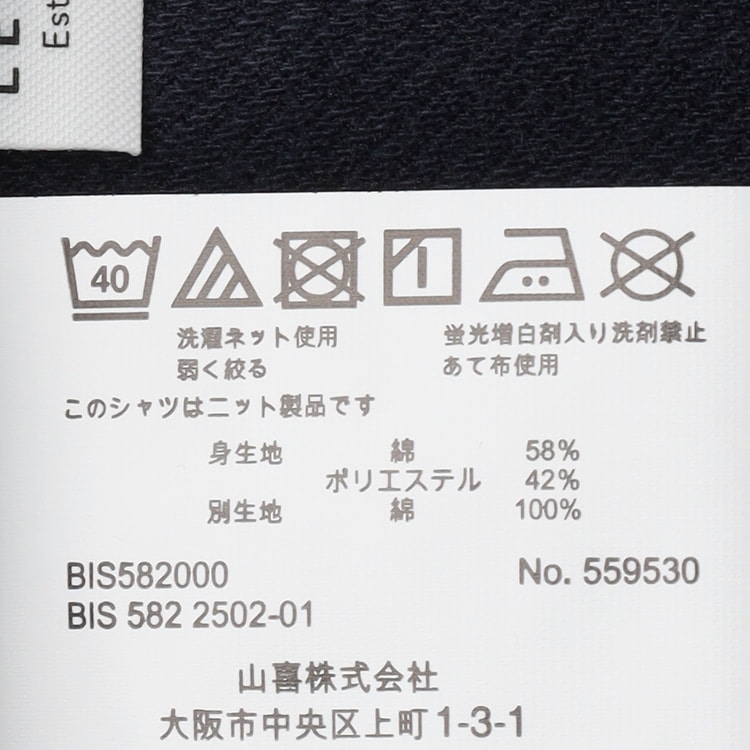 Est
40
洗濯ネット使用 蛍光増白剤入り洗剤禁止
弱く絞る あて布使用
このシャツはニット製品です
身生地 綿 58%
ポリエステル 42%
別生地 綿 100%
BIS582000 No. 559530
BIS 582 2502-01
山喜株式会社
大阪市中央区上町1-3-1